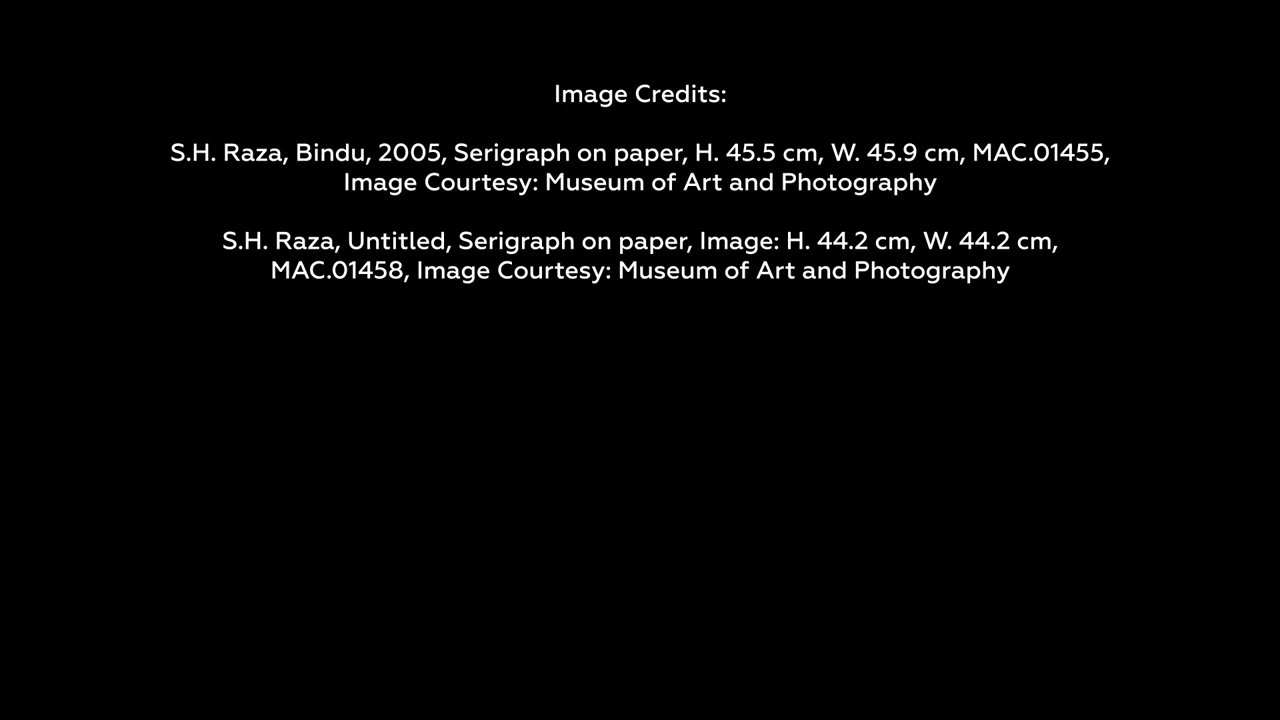 Image Credits:
S.H. Raza, Bindu, 2005, Serigraph on paper, H. 45.5 cm, W. 45.9 cm, MAC.01455,
Image Courtesy: Museum of Art and Photography
S.H. Raza, Untitled, Serigraph on paper, Image: H. 44.2 cm, W. 44.2 cm,
MAC.01458, Image Courtesy: Museum of Art and Photography